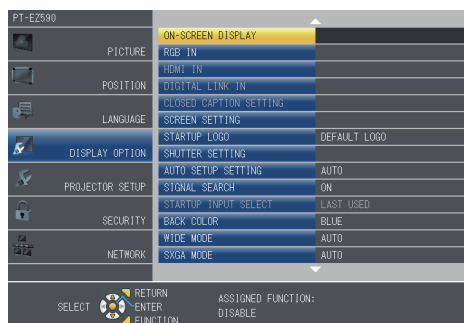 PT-EZ590
PICTURE
POSITION
LANGUAGE
DISPLAY OPTION
PROJECTOR SETUP
SECURITY
NETWORK
ON-SCREEN DISPLAY
RGB IN
HDMI IN
DIGITAL LINK IN
CLOSED CAPTION SETTING
SCREEN SETTING
STARTUP LOGO DEFAULT LOGO
SHUTTER SETTING
AUTO SETUP SETTING AUTO
SIGNAL SEARCH ON
STARTUP INPUT SELECT LAST USED
BACK COLOR BLUE
WIDE MODE AUTO
SXGA MODE AUTO
SELECT
RETURN
ENTER
FUNCTION
ASSIGNED FUNCTION:
DISABLE